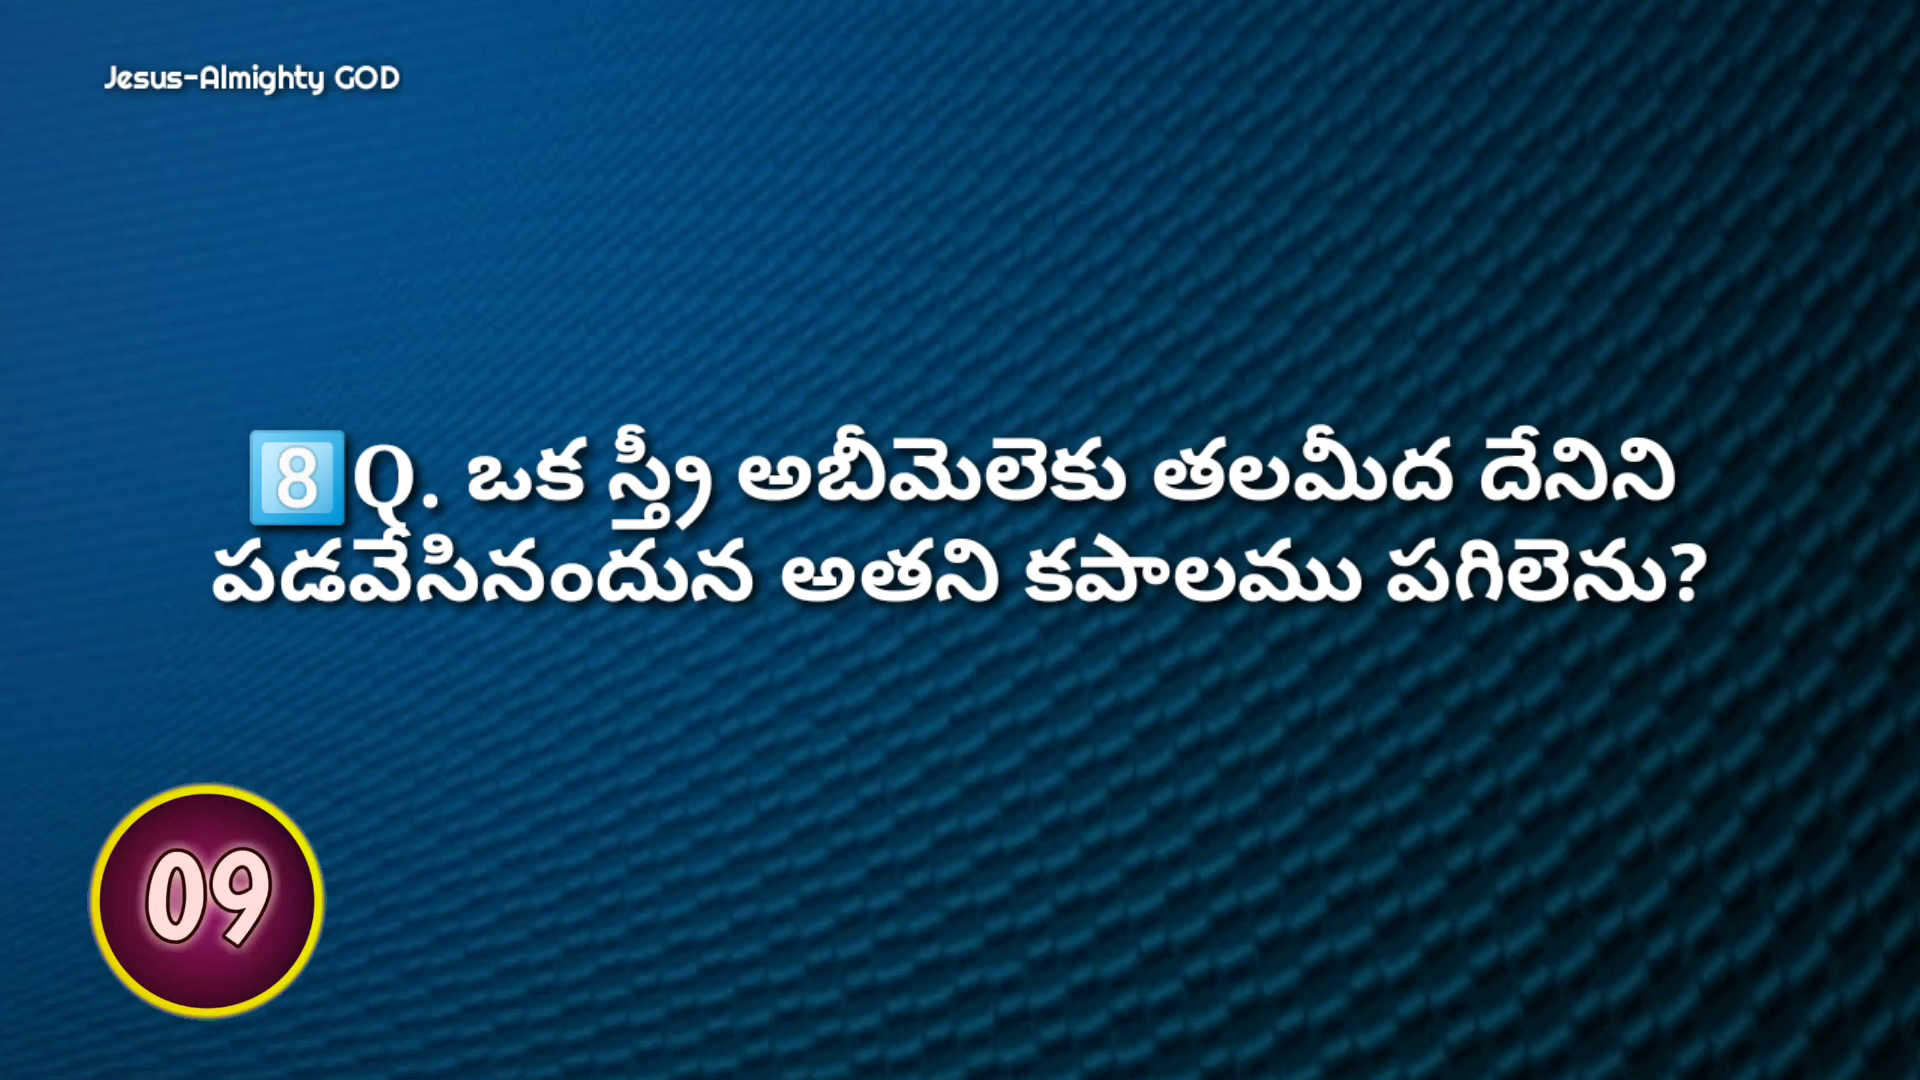 Jesus-Almighty GOD
8️⃣Q. ఒక స్త్రీ అబీమెలెకు తలమీద దేనిని
పడవేసినందున అతని కపాలము పగిలెను?
09